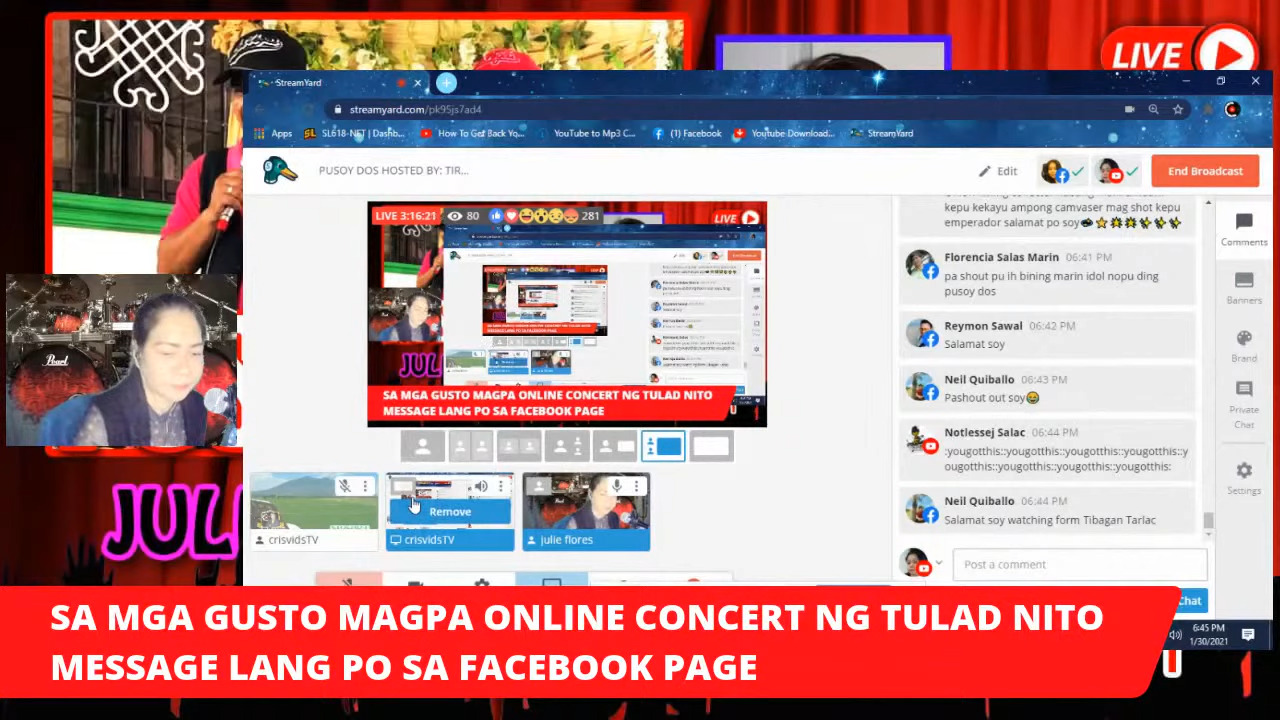 LIVE
StreamYard
streamyard.com/pk95js7ad4
Apps
SL618-NET | Dashb...
How To Get Back Yo...
YouTube to Mp3 C...
(1) Facebook
Youtube Download...
StreamYard
PUSOY DOS HOSTED BY: TIR...
Edit
End Broadcast
LIVE 3:16:21
80
281
LIVE
SA MGA GUSTO MAGPA ONLINE CONCERT NG TULAD NITO
MESSAGE LANG PO SA FACEBOOK PAGE
kepu kekayu ampong camvaser mag shot kepu
emperador salamat po soy
Florencia Salas Marin 06:41 PM
pa shout pu ih bining marin idol nopu ding
pusoy dos
Roymon Sawal 06:42 PM
Salamat soy
Neil Quiballo 06:43 PM
Pashout out soy😂
Notlessej Salac 06:44 PM
:yougotthis::yougotthis::yougotthis::y
ougotthis::yougotthis::yougotthis:
Neil Quiballo 06:44 PM
Salamat soy watching form Tibagan Tarlac
Post a comment
Chat
Comments
Banners
Brand
Private
Chat
Settings
Remove
crisvidsTV
crisvidsTV
julie flores
Pearl
JUL
6:45 PM
1/30/2021
SA MGA GUSTO MAGPA ONLINE CONCERT NG TULAD NITO
MESSAGE LANG PO SA FACEBOOK PAGE